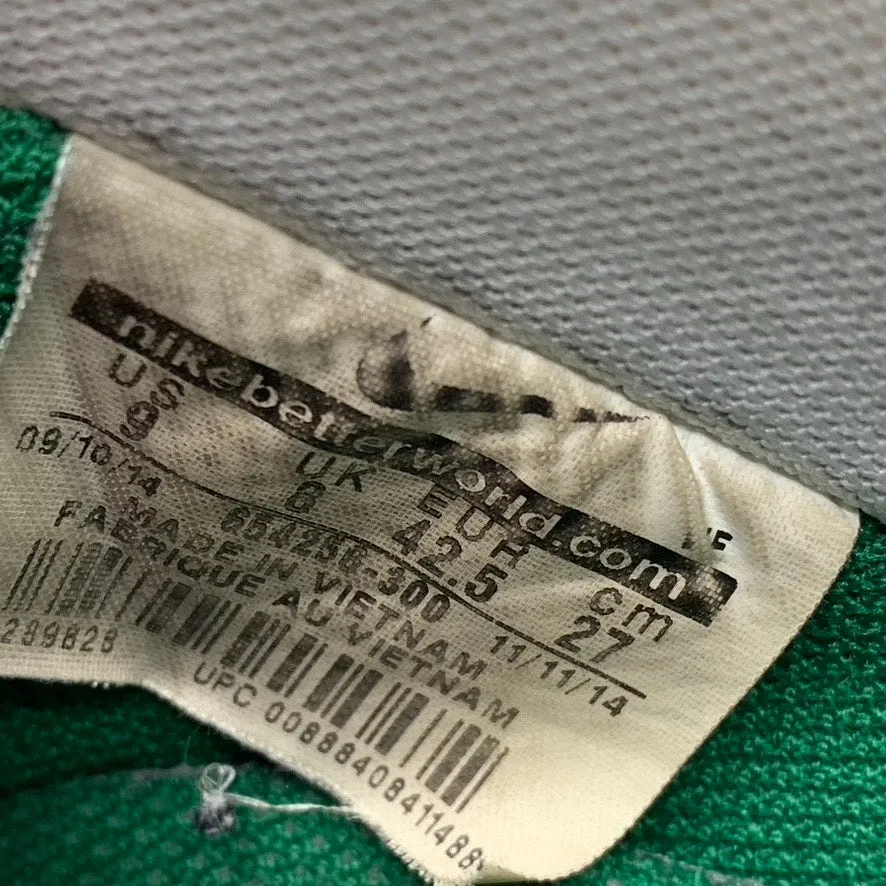 nikebetterworld.com
US UK EUR cm
9 8 42.5 27
09/10/14 654256-300 11/11/14
MADE IN VIETNAM
FABRIQUE AU VIETNAM
289828
UPC 00888408411488